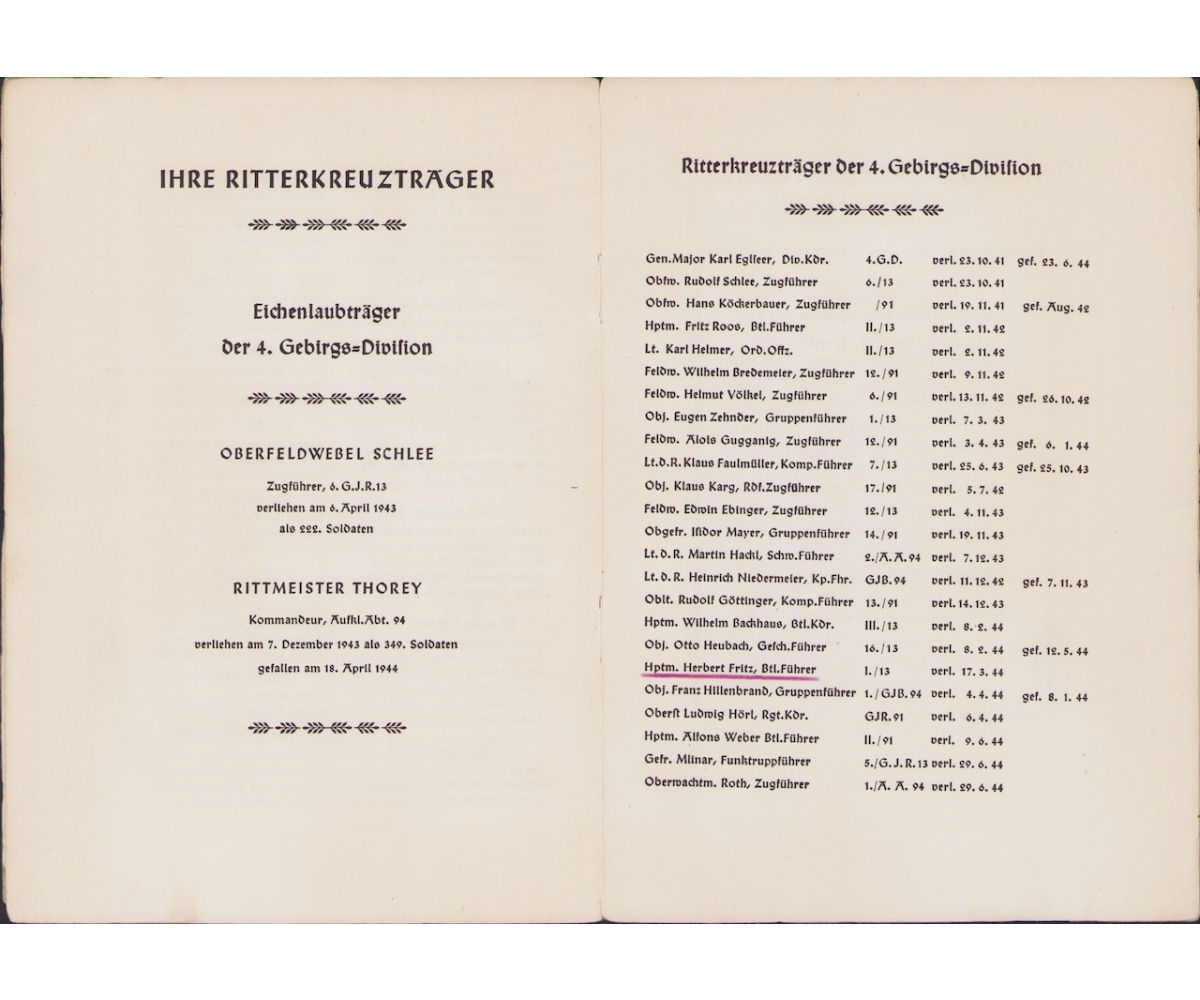 IHRE RITTERKREUZTRÄGER
Eichenlaubträger
der 4. Gebirgs=Division
OBERFELDWEBEL SCHLEE
Zugführer, 6. G.J.R.13
verliehen am 6. April 1943
als 222. Soldaten
RITTMEISTER THOREY
Kommandeur, Aufkl.Abt. 94
verliehen am 7. Dezember 1943 als 349. Soldaten
gefallen am 18. April 1944
Ritterkreuzträger der 4. Gebirgs=Division
Gen.Major Karl Eglseer, Div.Kdr. 4.G.D. verl. 23. 10. 41 gef. 23. 6. 44
Obfw. Rudolf Schlee, Zugführer 6./13 verl. 23. 10. 41
Obfw. Hans Köckerbauer, Zugführer /91 verl. 19. 11. 41 gef. Aug. 42
Hptm. Fritz Roos, Btl.Führer II./13 verl. 2. 11. 42
Lt. Karl Helmer, Ord.Offz. II./13 verl. 2. 11. 42
Feldw. Wilhelm Bredemeier, Zugführer 12./91 verl. 9. 11. 42
Feldw. Helmut Völkel, Zugführer 6./91 verl. 13. 11. 42 gef. 26. 10. 42
Obj. Eugen Zehnder, Gruppenführer 1./13 verl. 7. 3. 43
Feldw. Alois Gugganig, Zugführer 12./91 verl. 3. 4. 43 gef. 6. 1. 44
Lt.d.R. Klaus Faulmüller, Komp.Führer 7./13 verl. 25. 6. 43 gef. 25. 10. 43
Obj. Klaus Karg, Rdf.Zugführer 17./91 verl. 5. 7. 42
Feldw. Edwin Ebinger, Zugführer 12./13 verl. 4. 11. 43
Obgefr. Isidor Mayer, Gruppenführer 14./91 verl. 19. 11. 43
Lt. d. R. Martin Hackl, Schw.Führer 2./A.A.94 verl. 7. 12. 43
Lt. d. R. Heinrich Niedermeier, Kp.Fhr. GJB.94 verl. 11. 12. 42 gef. 7. 11. 43
Oblt. Rudolf Göttinger, Komp.Führer 13./91 verl. 14. 12. 43
Hptm. Wilhelm Backhaus, Btl.Kdr. III./13 verl. 8. 2. 44
Obj. Otto Heubach, Gesch.Führer 16./13 verl. 8. 2. 44 gef. 12. 5. 44
Hptm. Herbert Fritz, Btl.Führer I./13 verl. 17. 3. 44
Obj. Franz Hillenbrand, Gruppenführer 1./GJB.94 verl. 4. 4. 44 gef. 8. 1. 44
Oberst Ludwig Hörl, Rgt.Kdr. GJR.91 verl. 6. 4. 44
Hptm. Alfons Weber Btl.Führer II./91 verl. 9. 6. 44
Gefr. Mlinar, Funktruppführer 5./G.J.R.13 verl. 29. 6. 44
Oberwachtm. Roth, Zugführer 1./A. A. 94 verl. 29. 6. 44